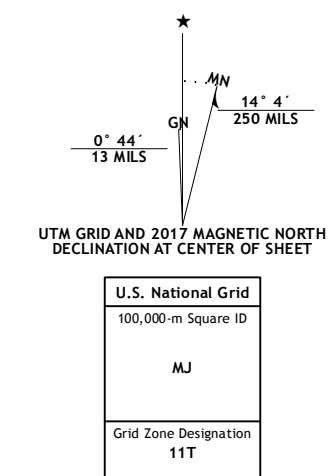 MN
14° 4´
250 MILS
GN
0° 44´
13 MILS
UTM GRID AND 2017 MAGNETIC NORTH
DECLINATION AT CENTER OF SHEET
U.S. National Grid
100,000-m Square ID
MJ
Grid Zone Designation
11T